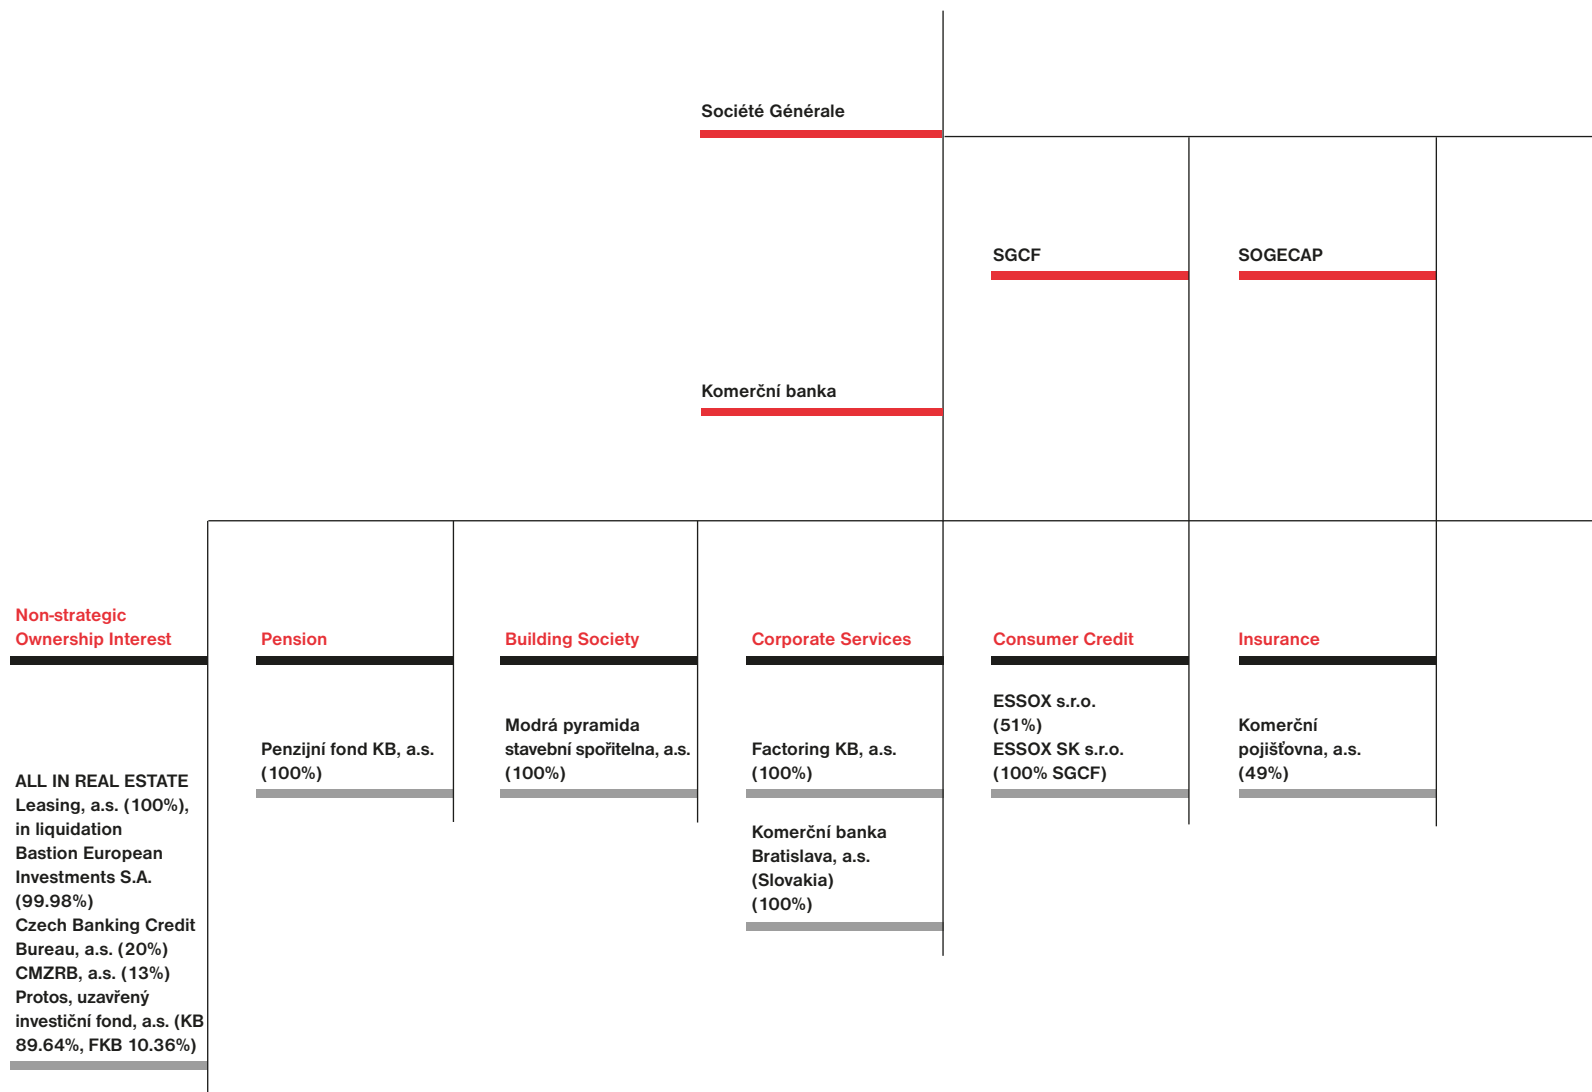 Société Générale
SGCF
SOGECAP
Komerční banka
Non-strategic
Ownership Interest
ALL IN REAL ESTATE
Leasing, a.s. (100%),
in liquidation
Bastion European
Investments S.A.
(99.98%)
Czech Banking Credit
Bureau, a.s. (20%)
CMZRB, a.s. (13%)
Protos, uzavřený
investiční fond, a.s. (KB
89.64%, FKB 10.36%)
Pension
Penzijní fond KB, a.s.
(100%)
Building Society
Modrá pyramida
stavební spořitelna, a.s.
(100%)
Corporate Services
Factoring KB, a.s.
(100%)
Komerční banka
Bratislava, a.s.
(Slovakia)
(100%)
Consumer Credit
ESSOX s.r.o.
(51%)
ESSOX SK s.r.o.
(100% SGCF)
Insurance
Komerční
pojišťovna, a.s.
(49%)